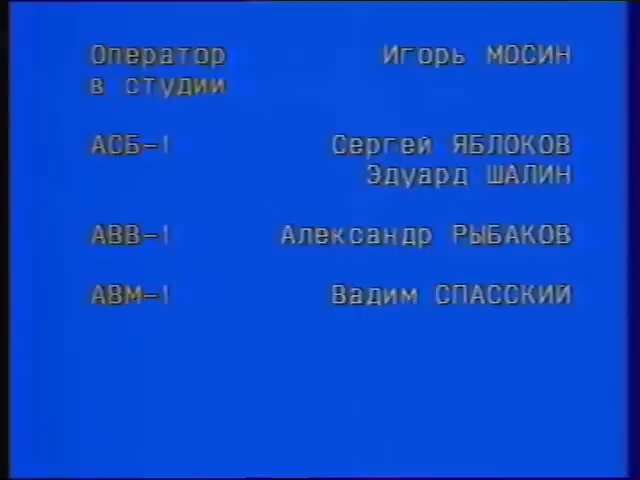 Оператор Игорь МОСИН
в студии
АСБ-1 Сергей ЯБЛОКОВ
Эдуард ШАЛИН
АВВ-1 Александр РЫБАКОВ
АВМ-1 Вадим СПАССКИЙ